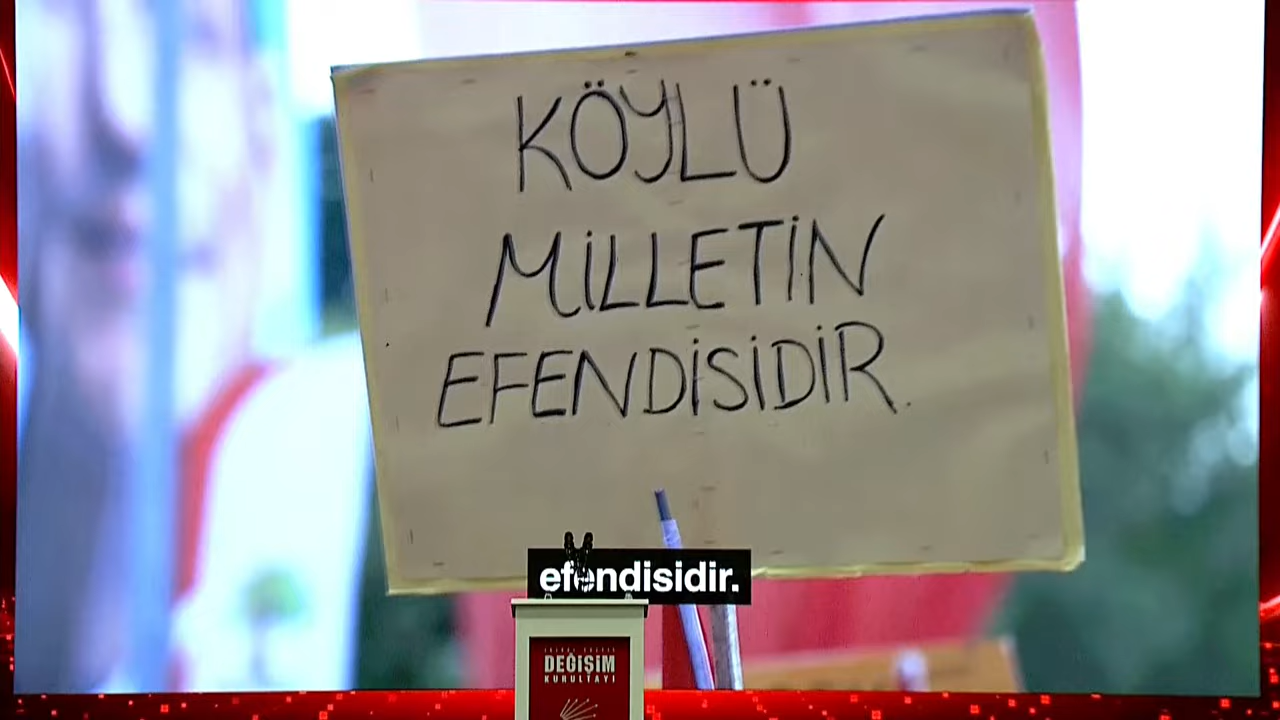 KÖYLÜ
MİLLETİN
EFENDİSİDİR.
efendisidir.
DEĞİŞİM
KURULTAYI